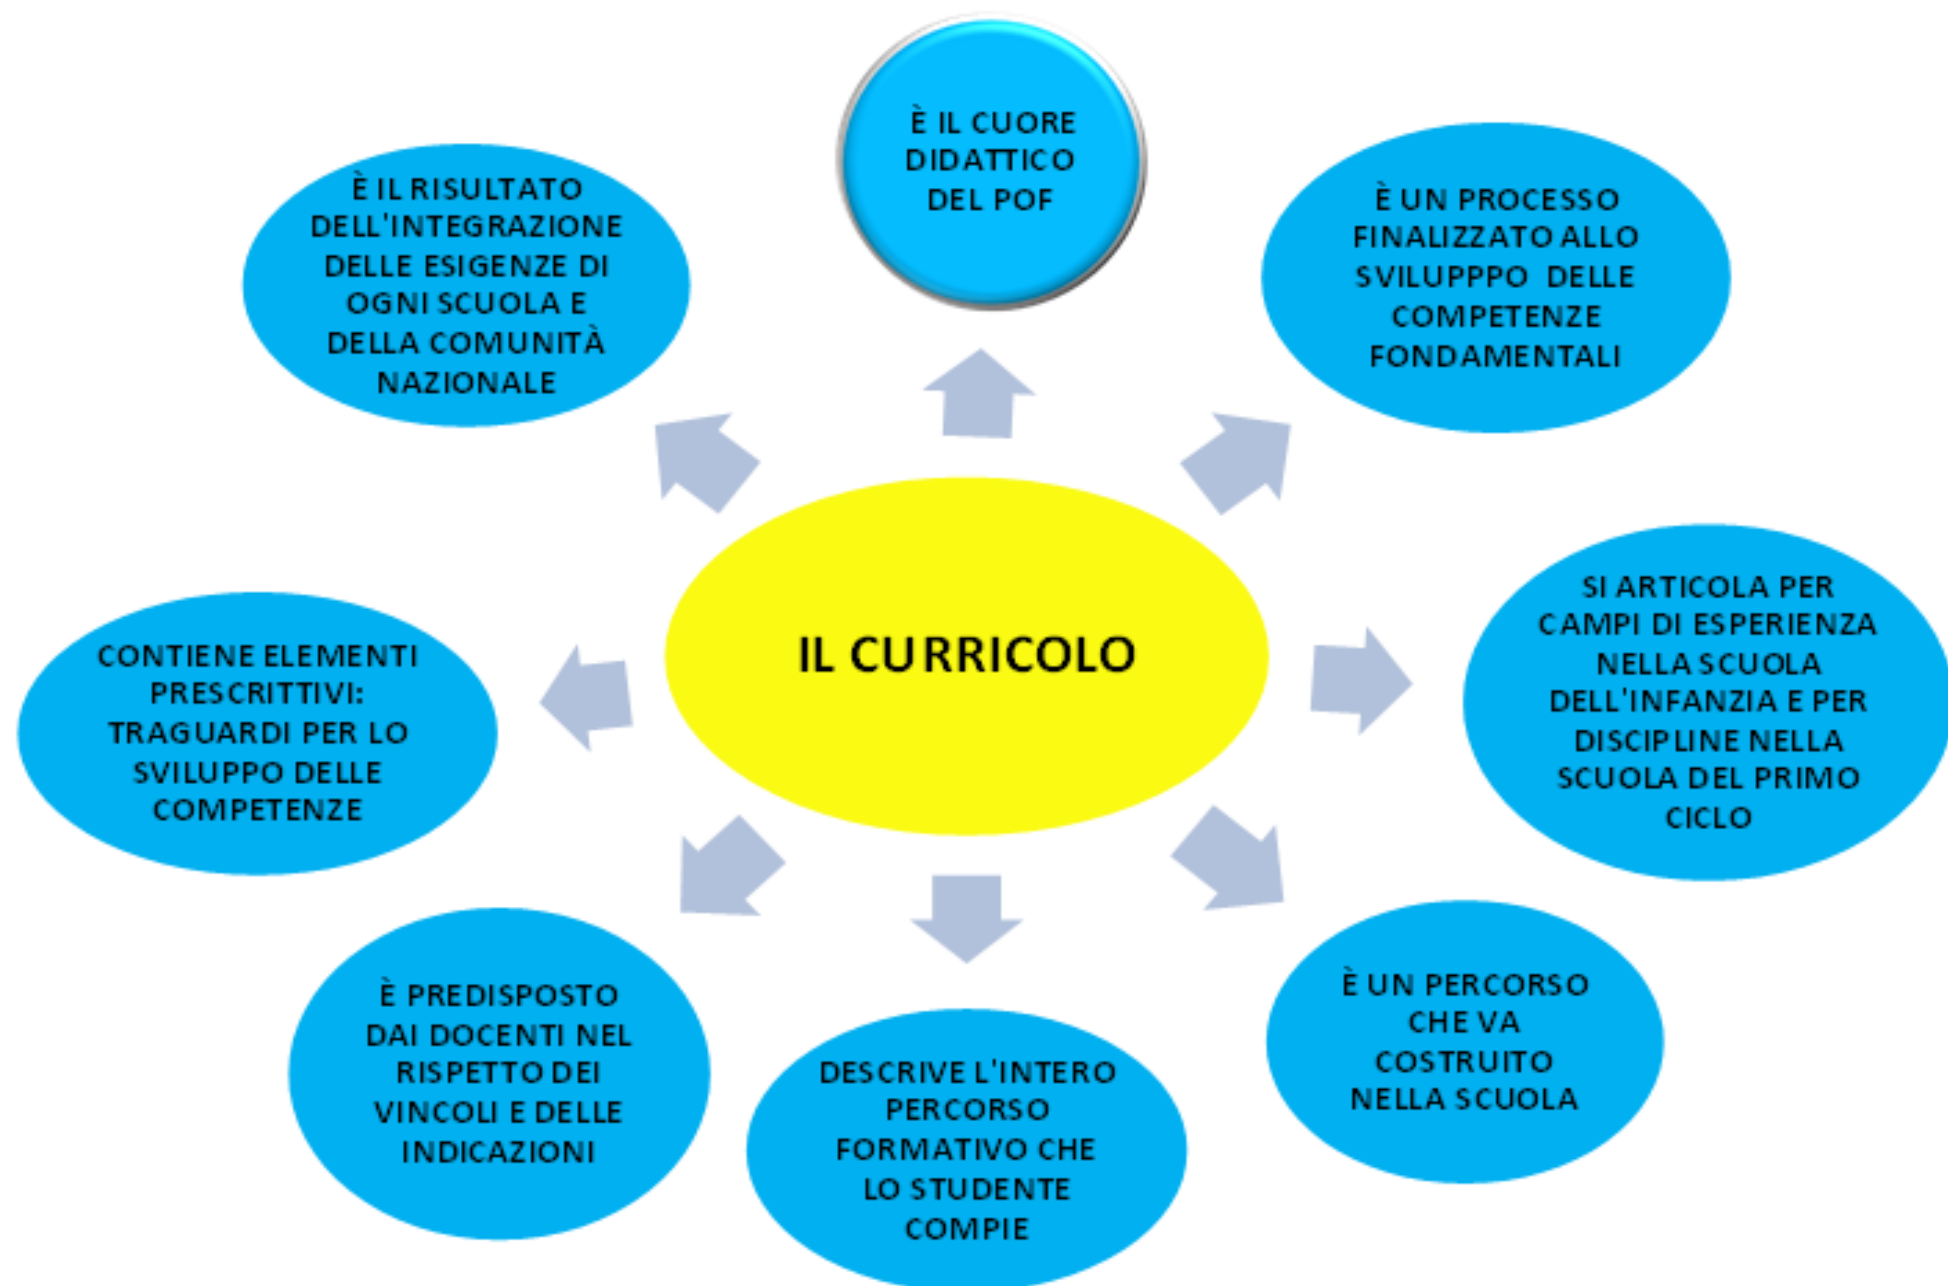 È IL CUORE
DIDATTICO
DEL POF
È UN PROCESSO
FINALIZZATO ALLO
SVILUPPPO DELLE
COMPETENZE
FONDAMENTALI
SI ARTICOLA PER
CAMPI DI ESPERIENZA
NELLA SCUOLA
DELL'INFANZIA E PER
DISCIPLINE NELLA
SCUOLA DEL PRIMO
CICLO
È UN PERCORSO
CHE VA
COSTRUITO
NELLA SCUOLA
DESCRIVE L'INTERO
PERCORSO
FORMATIVO CHE
LO STUDENTE
COMPIE
È PREDISPOSTO
DAI DOCENTI NEL
RISPETTO DEI
VINCOLI E DELLE
INDICAZIONI
CONTIENE ELEMENTI
PRESCRITTIVI:
TRAGUARDI PER LO
SVILUPPO DELLE
COMPETENZE
È IL RISULTATO
DELL'INTEGRAZIONE
DELLE ESIGENZE DI
OGNI SCUOLA E
DELLA COMUNITÀ
NAZIONALE
IL CURRICOLO